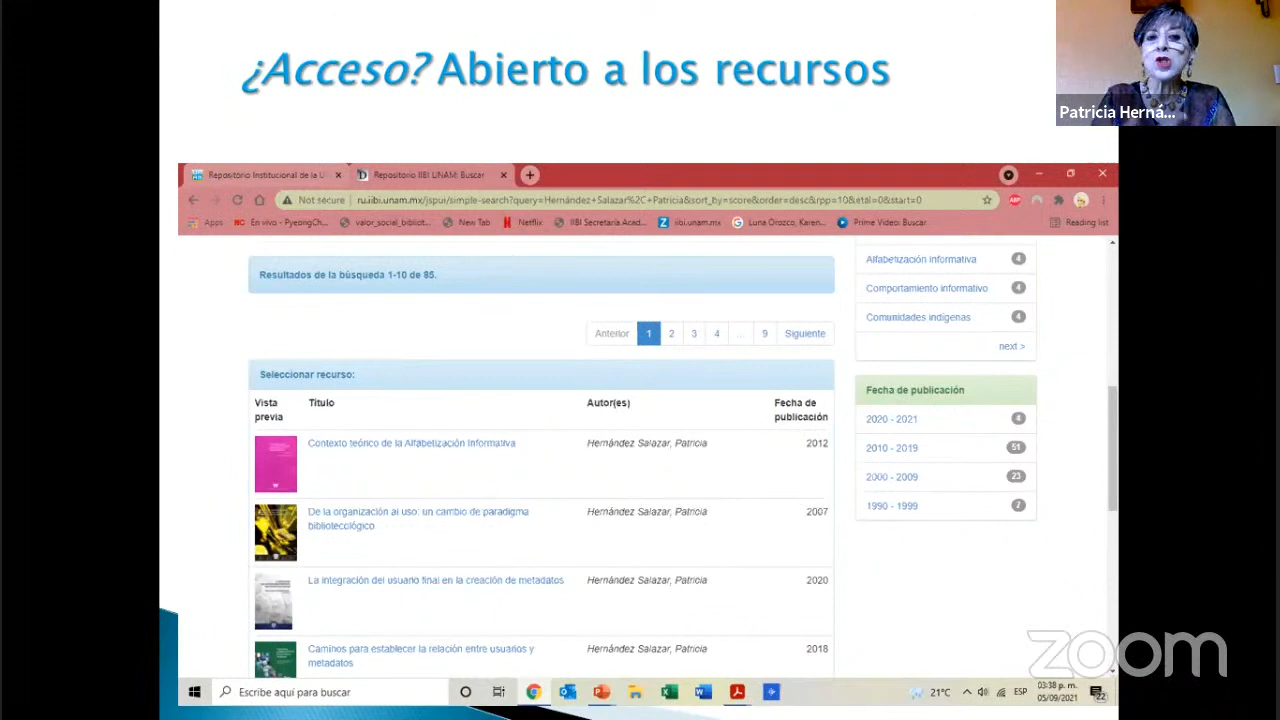 ¿Acceso? Abierto a los recursos
Patricia Herná...
Repositorio Institucional de la U
Repositorio IIBI UNAM: Buscar
Not secure
ru.iibi.unam.mx/jspui/simple-search?query=Hernández+Salazar%2C+Patricia&sort_by=score&order=desc&rpp=10&etal=0&start=0
ABP
Apps
En vivo - PyeongCh...
valor_social_bibliot...
New Tab
Netflix
IIBI Secretaría Acad...
iibi.unam.mx
Luna Orozco, Karen...
Prime Video: Buscar
Reading list
Resultados de la búsqueda 1-10 de 85.
Anterior 1 2 3 4 ... 9 Siguiente
Seleccionar recurso:
Vista previa
Título
Autor(es)
Fecha de publicación
Contexto teórico de la Alfabetización Informativa
Hernández Salazar, Patricia
2012
De la organización al uso: un cambio de paradigma
bibliotecológico
Hernández Salazar, Patricia
2007
La integración del usuario final en la creación de metadatos
Hernández Salazar, Patricia
2020
Caminos para establecer la relación entre usuarios y
metadatos
Hernández Salazar, Patricia
2018
Alfabetización informativa 4
Comportamiento informativo 4
Comunidades indígenas 4
next >
Fecha de publicación
2020 - 2021 4
2010 - 2019 51
2000 - 2009 23
1990 - 1999 7
zoom
Escribe aquí para buscar
21°C
ESP
03:38 p. m.
05/09/2021
22